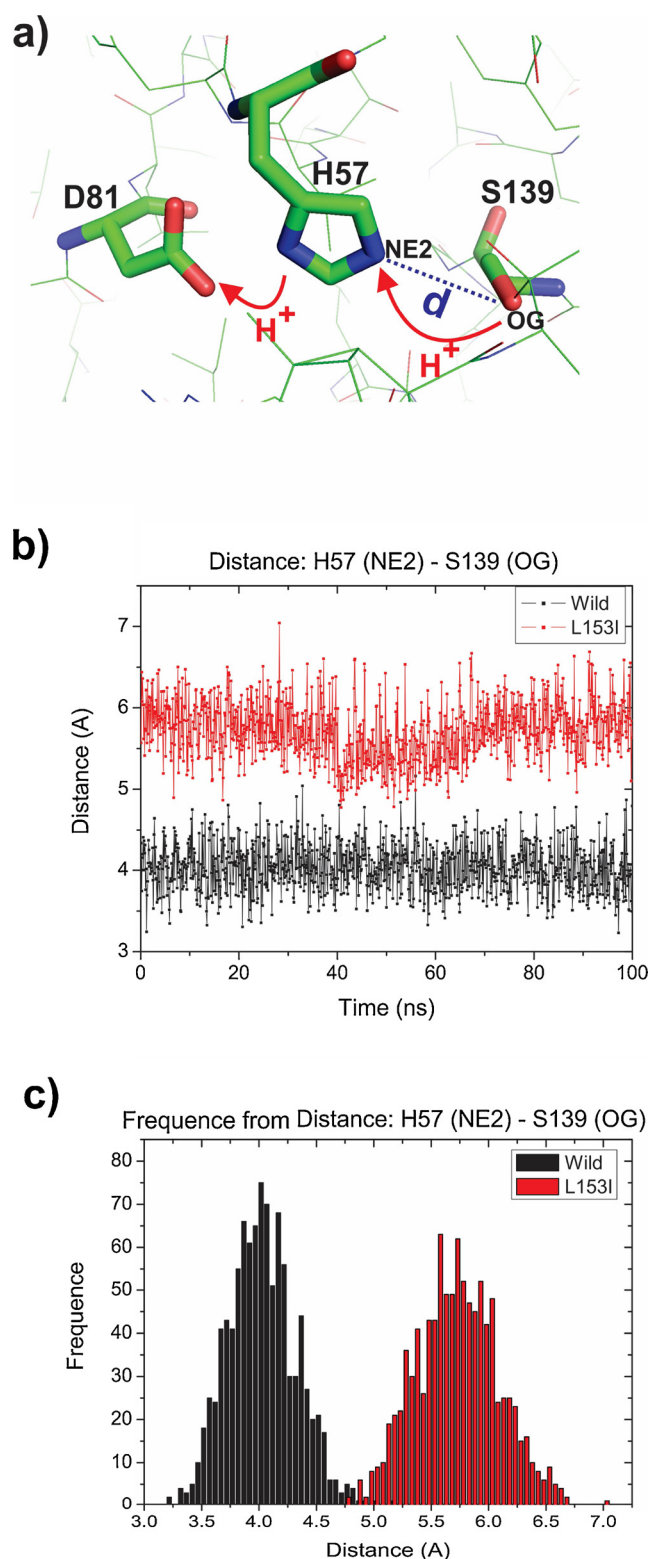 a)
H57
D81
S139
NE2
d
OG
H+
H+
b)
Distance: H57 (NE2) - S139 (OG)
Wild
L153I
7
6
5
4
3
Distance (A)
0 20 40 60 80 100
Time (ns)
c)
Frequence from Distance: H57 (NE2) - S139 (OG)
Wild
L153I
80
70
60
50
40
30
20
10
0
Frequence
3.0 3.5 4.0 4.5 5.0 5.5 6.0 6.5 7.0
Distance (A)